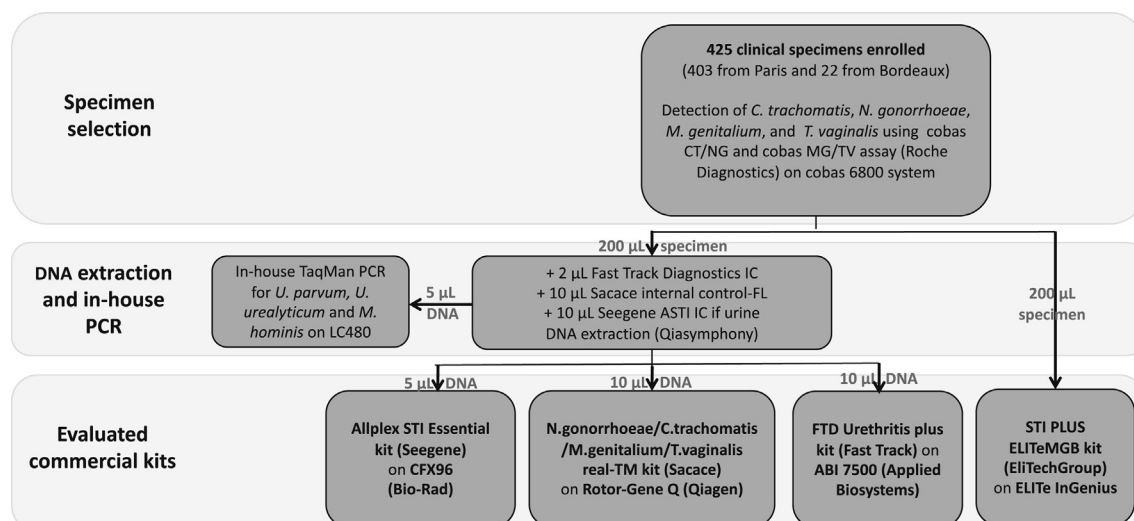 Specimen
selection
425 clinical specimens enrolled
(403 from Paris and 22 from Bordeaux)
Detection of C. trachomatis, N. gonorrhoeae,
M. genitalium, and T. vaginalis using cobas
CT/NG and cobas MG/TV assay (Roche
Diagnostics) on cobas 6800 system
DNA extraction
and in-house
PCR
In-house TaqMan PCR
for U. parvum, U.
urealyticum and M.
hominis on LC480
5 µL
DNA
200 µL specimen
+ 2 µL Fast Track Diagnostics IC
+ 10 µL Sacace internal control-FL
+ 10 µL Seegene ASTI IC if urine
DNA extraction (Qiasymphony)
200 µL
specimen
Evaluated
commercial kits
5 µL DNA
Allplex STI Essential
kit (Seegene)
on CFX96
(Bio-Rad)
10 µL DNA
N.gonorrhoeae/C.trachomatis
/M.genitalium/T.vaginalis
real-TM kit (Sacace)
on Rotor-Gene Q (Qiagen)
10 µL DNA
FTD Urethritis plus
kit (Fast Track) on
ABI 7500 (Applied
Biosystems)
STI PLUS
ELITeMGB kit
(EliTechGroup)
on ELITe InGenius